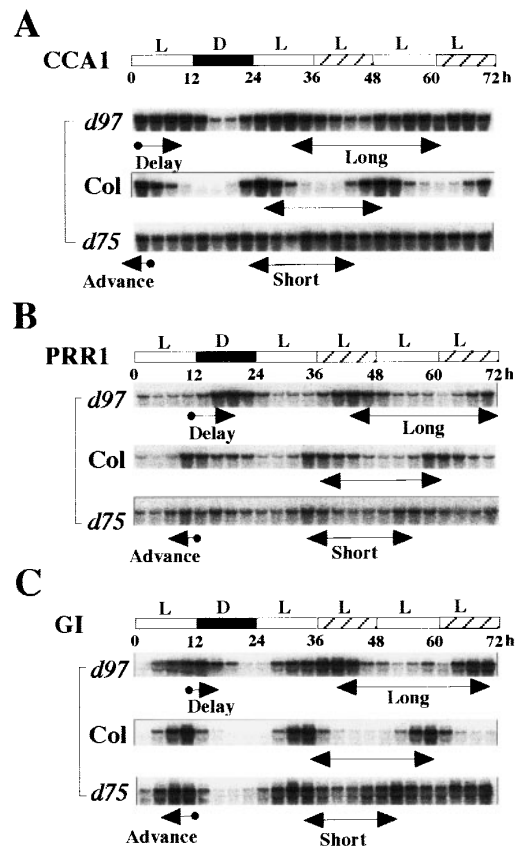 A
L D L L L L
CCA1
0 12 24 36 48 60 72 h
d97
Delay Long
Col
d75
Advance Short
B
L D L L L L
PRR1
0 12 24 36 48 60 72 h
d97
Delay Long
Col
d75
Advance Short
C
L D L L L L
GI
0 12 24 36 48 60 72 h
d97
Delay Long
Col
d75
Advance Short